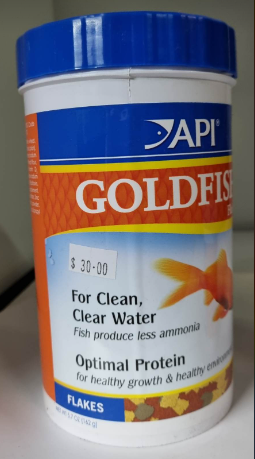 API®
GOLDFIS
$ 30.00
For Clean,
Clear Water
Fish produce less ammonia
Optimal Protein
for healthy growth & healthy environm
FLAKES